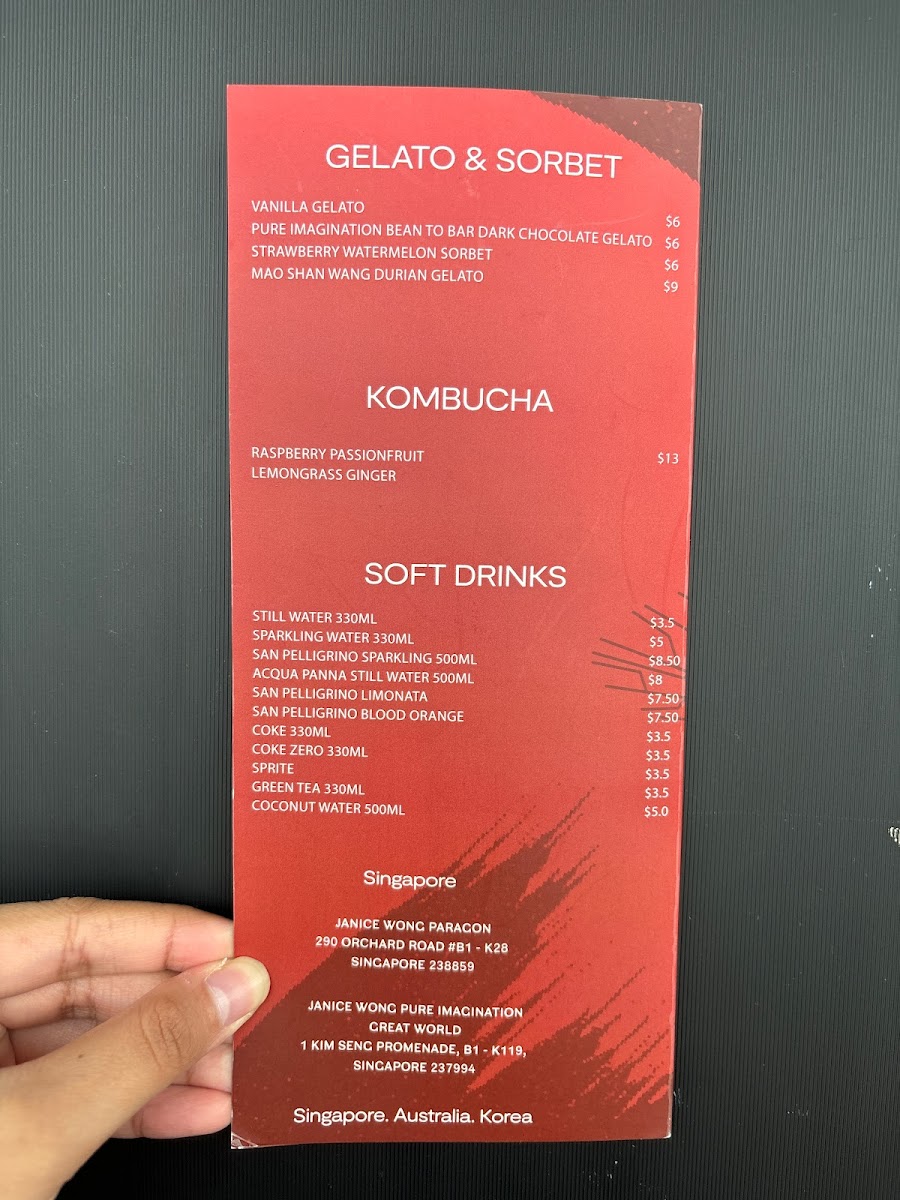 GELATO & SORBET
VANILLA GELATO $6
PURE IMAGINATION BEAN TO BAR DARK CHOCOLATE GELATO $6
STRAWBERRY WATERMELON SORBET $6
MAO SHAN WANG DURIAN GELATO $9
KOMBUCHA
RASPBERRY PASSIONFRUIT $13
LEMONGRASS GINGER
SOFT DRINKS
STILL WATER 330ML $3.5
SPARKLING WATER 330ML $5
SAN PELLIGRINO SPARKLING 500ML $8.50
ACQUA PANNA STILL WATER 500ML $8
SAN PELLIGRINO LIMONATA $7.50
SAN PELLIGRINO BLOOD ORANGE $7.50
COKE 330ML $3.5
COKE ZERO 330ML $3.5
SPRITE $3.5
GREEN TEA 330ML $3.5
COCONUT WATER 500ML $5.0
Singapore
JANICE WONG PARAGON
290 ORCHARD ROAD #B1 - K28
SINGAPORE 238859
JANICE WONG PURE IMAGINATION
GREAT WORLD
1 KIM SENG PROMENADE, B1 - K119,
SINGAPORE 237994
Singapore. Australia. Korea